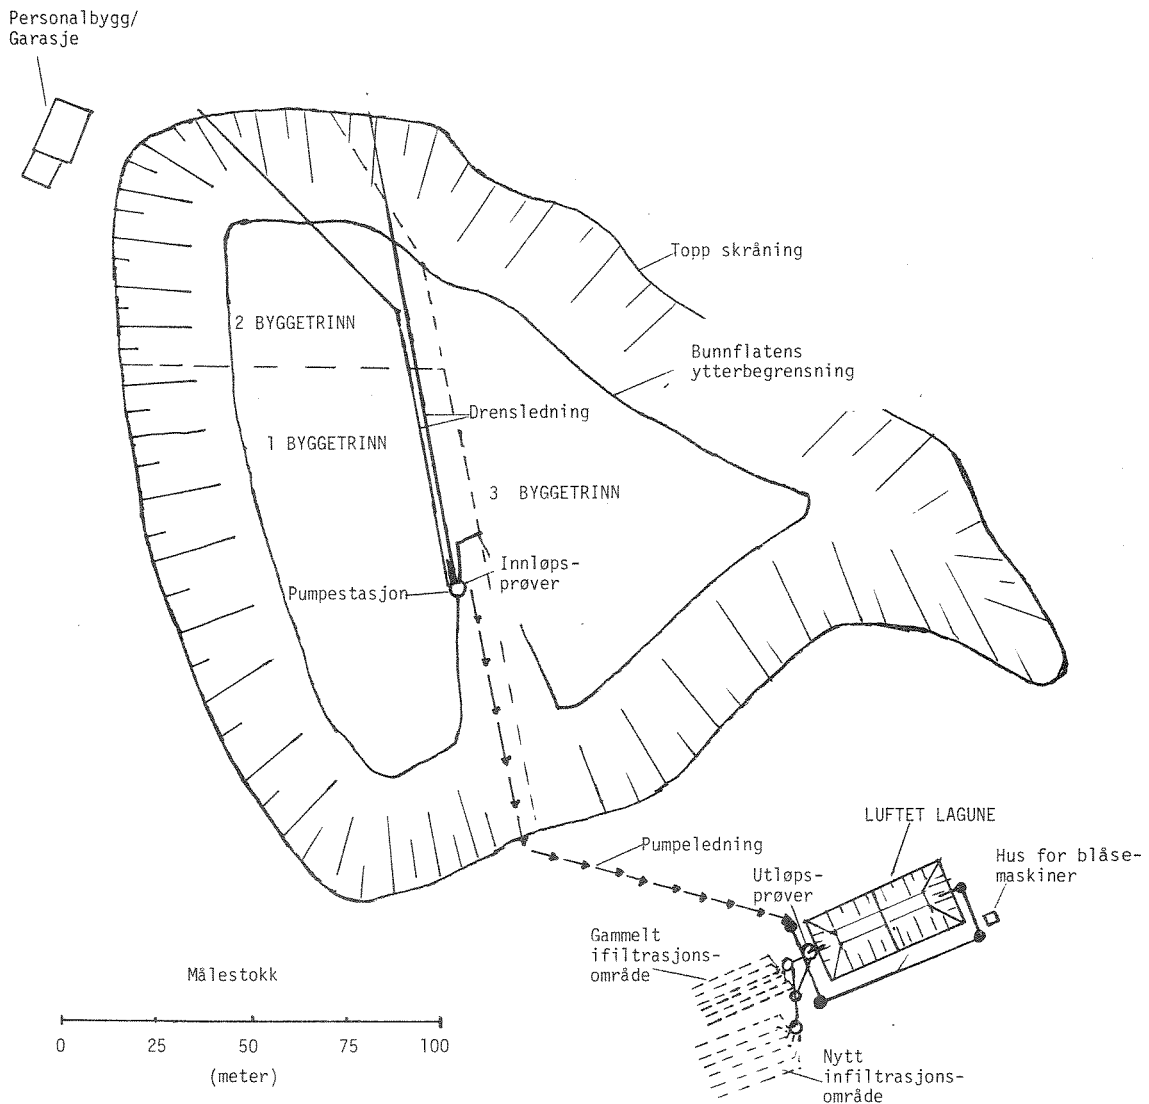 Personalbygg/
Garasje
Topp skråning
2 BYGGETRINN
Bunnflatens
ytterbegrensning
Drensledning
1 BYGGETRINN
3 BYGGETRINN
Innløps-
prøver
Pumpestasjon
LUFTET LAGUNE
Pumpeledning
Hus for blåse-
maskiner
Utløps-
prøver
Gammelt
ifiltrasjons-
område
Målestokk
0 25 50 75 100
(meter)
Nytt
infiltrasjons-
område